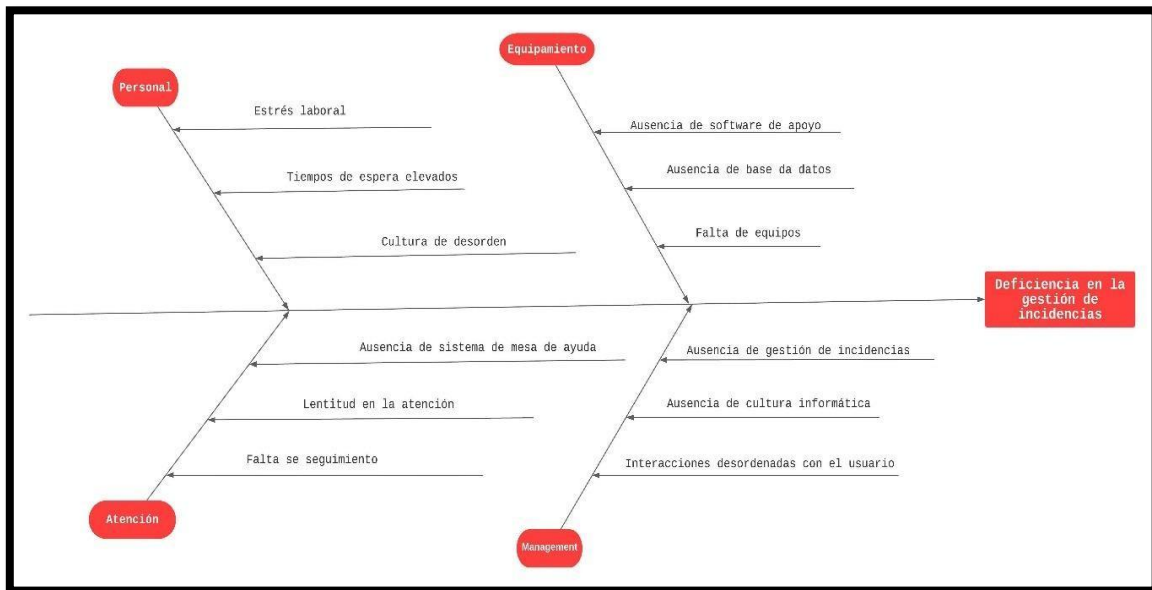 Equipamiento
Personal
Estrés laboral
Ausencia de software de apoyo
Tiempos de espera elevados
Ausencia de base da datos
Cultura de desorden
Falta de equipos
Deficiencia en la
gestión de
incidencias
Ausencia de sistema de mesa de ayuda
Ausencia de gestión de incidencias
Lentitud en la atención
Ausencia de cultura informática
Falta se seguimiento
Interacciones desordenadas con el usuario
Atención
Management